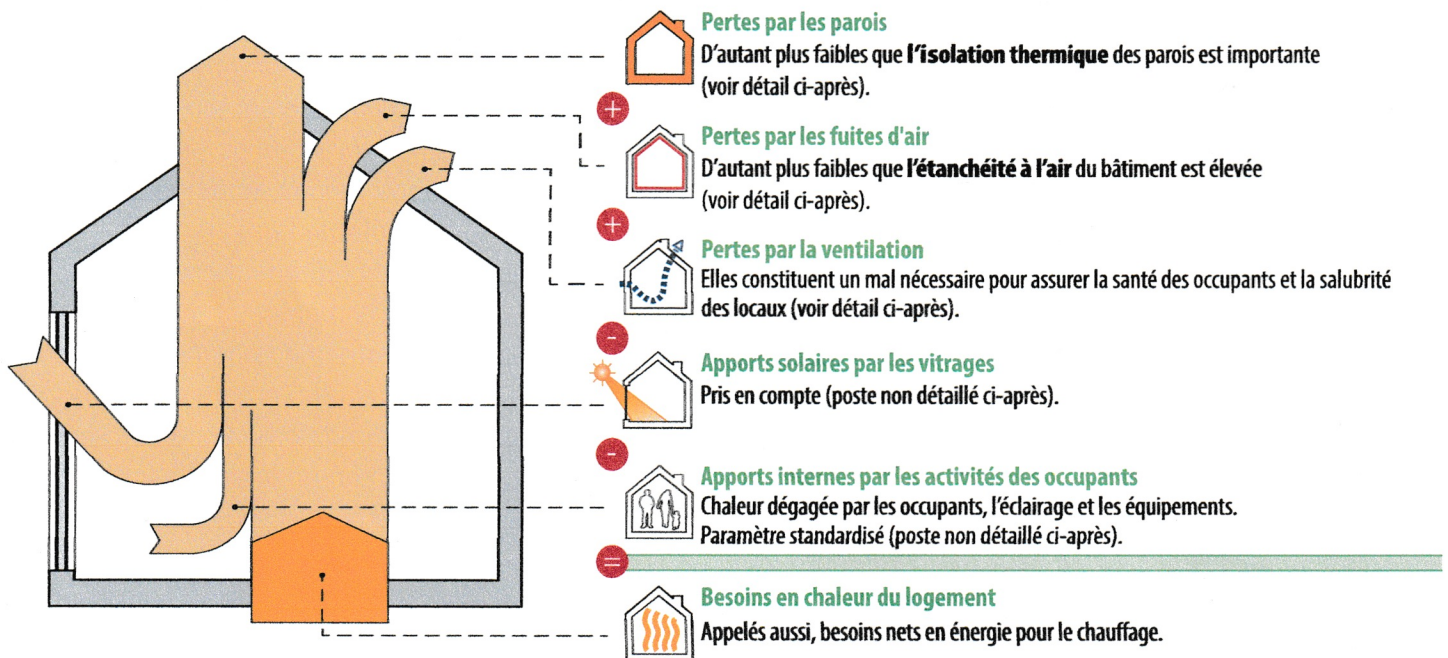 Pertes par les parois
D'autant plus faibles que l'isolation thermique des parois est importante
(voir détail ci-après).
+
Pertes par les fuites d'air
D'autant plus faibles que l'étanchéité à l'air du bâtiment est élevée
(voir détail ci-après).
+
Pertes par la ventilation
Elles constituent un mal nécessaire pour assurer la santé des occupants et la salubrité
des locaux (voir détail ci-après).
-
Apports solaires par les vitrages
Pris en compte (poste non détaillé ci-après).
-
Apports internes par les activités des occupants
Chaleur dégagée par les occupants, l'éclairage et les équipements.
Paramètre standardisé (poste non détaillé ci-après).
=
Besoins en chaleur du logement
Appelés aussi, besoins nets en énergie pour le chauffage.